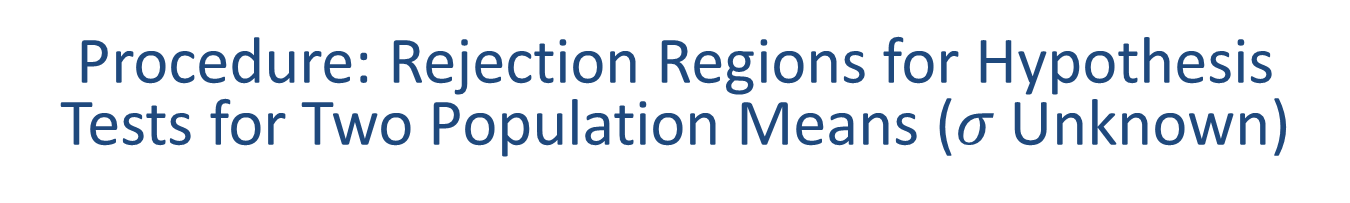 Procedure: Rejection Regions for Hypothesis
Tests for Two Population Means (σ Unknown)